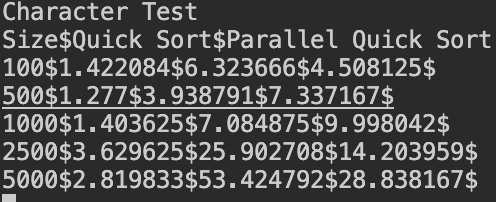 Character Test
Size$Quick Sort$Parallel Quick Sort
100$1.422084$6.323666$4.508125$
500$1.277$3.938791$7.337167$
1000$1.403625$7.084875$9.998042$
2500$3.629625$25.902708$14.203959$
5000$2.819833$53.424792$28.838167$